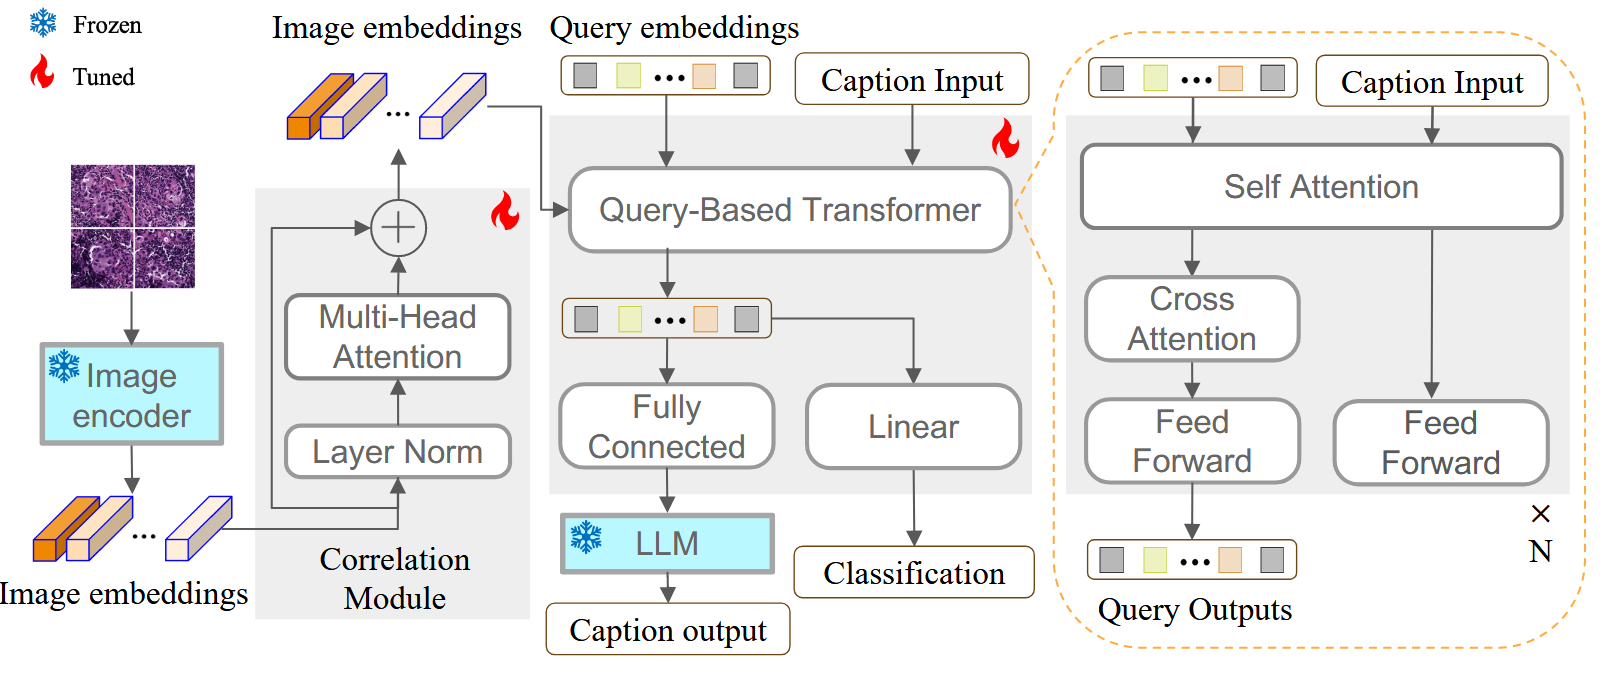 Frozen
Tuned
Image embeddings
Query embeddings
Caption Input
Caption Input
Query-Based Transformer
Self Attention
Multi-Head
Attention
Layer Norm
Image
encoder
Image embeddings
Correlation
Module
Fully
Connected
Linear
LLM
Classification
Caption output
Cross
Attention
Feed
Forward
Feed
Forward
Query Outputs
×
N